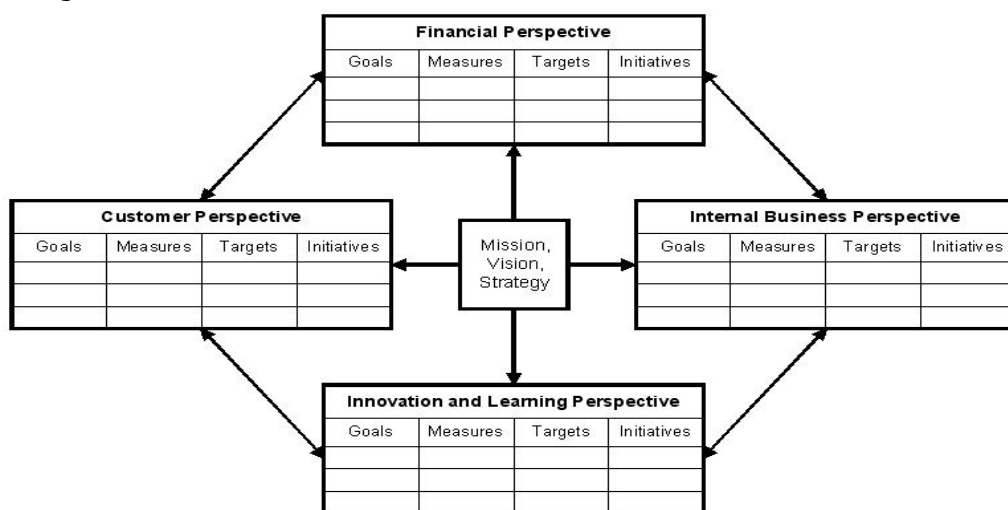 Financial Perspective
Goals Measures Targets Initiatives
Customer Perspective
Goals Measures Targets Initiatives
Mission,
Vision,
Strategy
Internal Business Perspective
Goals Measures Targets Initiatives
Innovation and Learning Perspective
Goals Measures Targets Initiatives